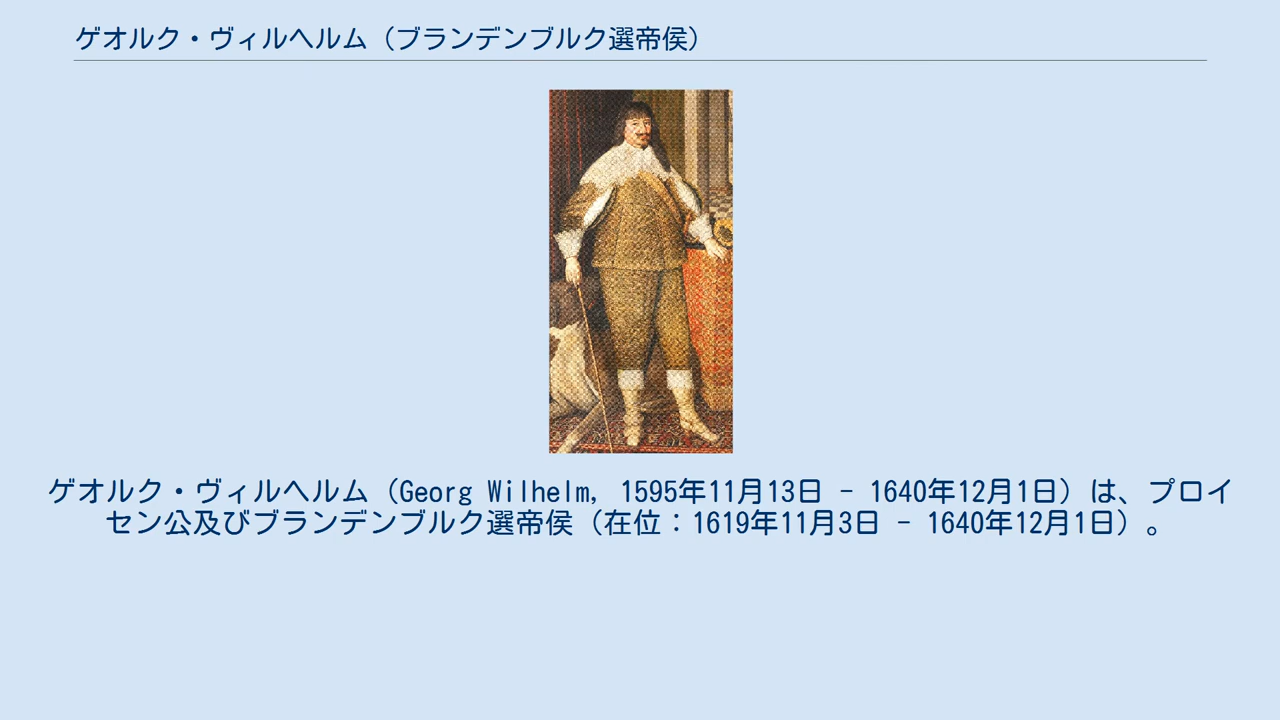 ゲオルク・ヴィルヘルム（ブランデンブルク選帝侯）
ゲオルク・ヴィルヘルム（Georg Wilhelm, 1595年11月13日 - 1640年12月1日）は、プロイ
セン公及びブランデンブルク選帝侯（在位：1619年11月3日 - 1640年12月1日）。